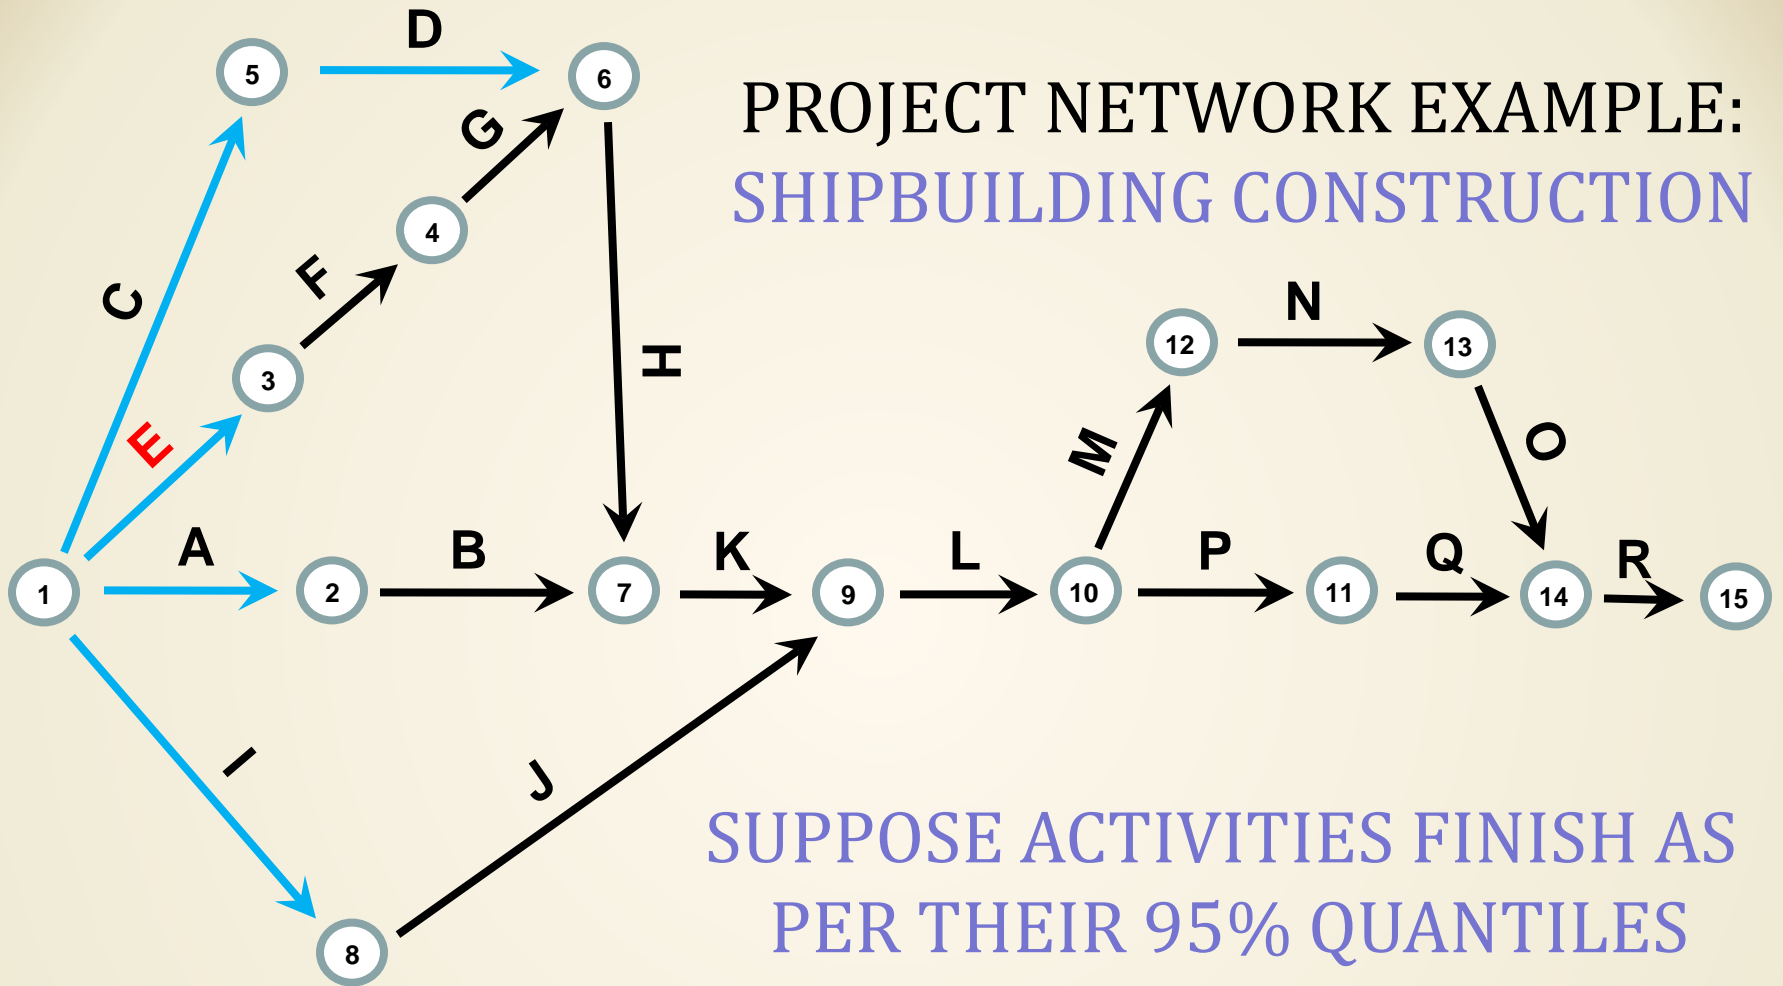 D
5
6
PROJECT NETWORK EXAMPLE:
G
SHIPBUILDING CONSTRUCTION
4
F
C
N
12
13
H
3
E
M
O
A
B
K
L
P
Q
R
1
2
7
9
10
11
14
15
I
J
SUPPOSE ACTIVITIES FINISH AS
PER THEIR 95% QUANTILES
8